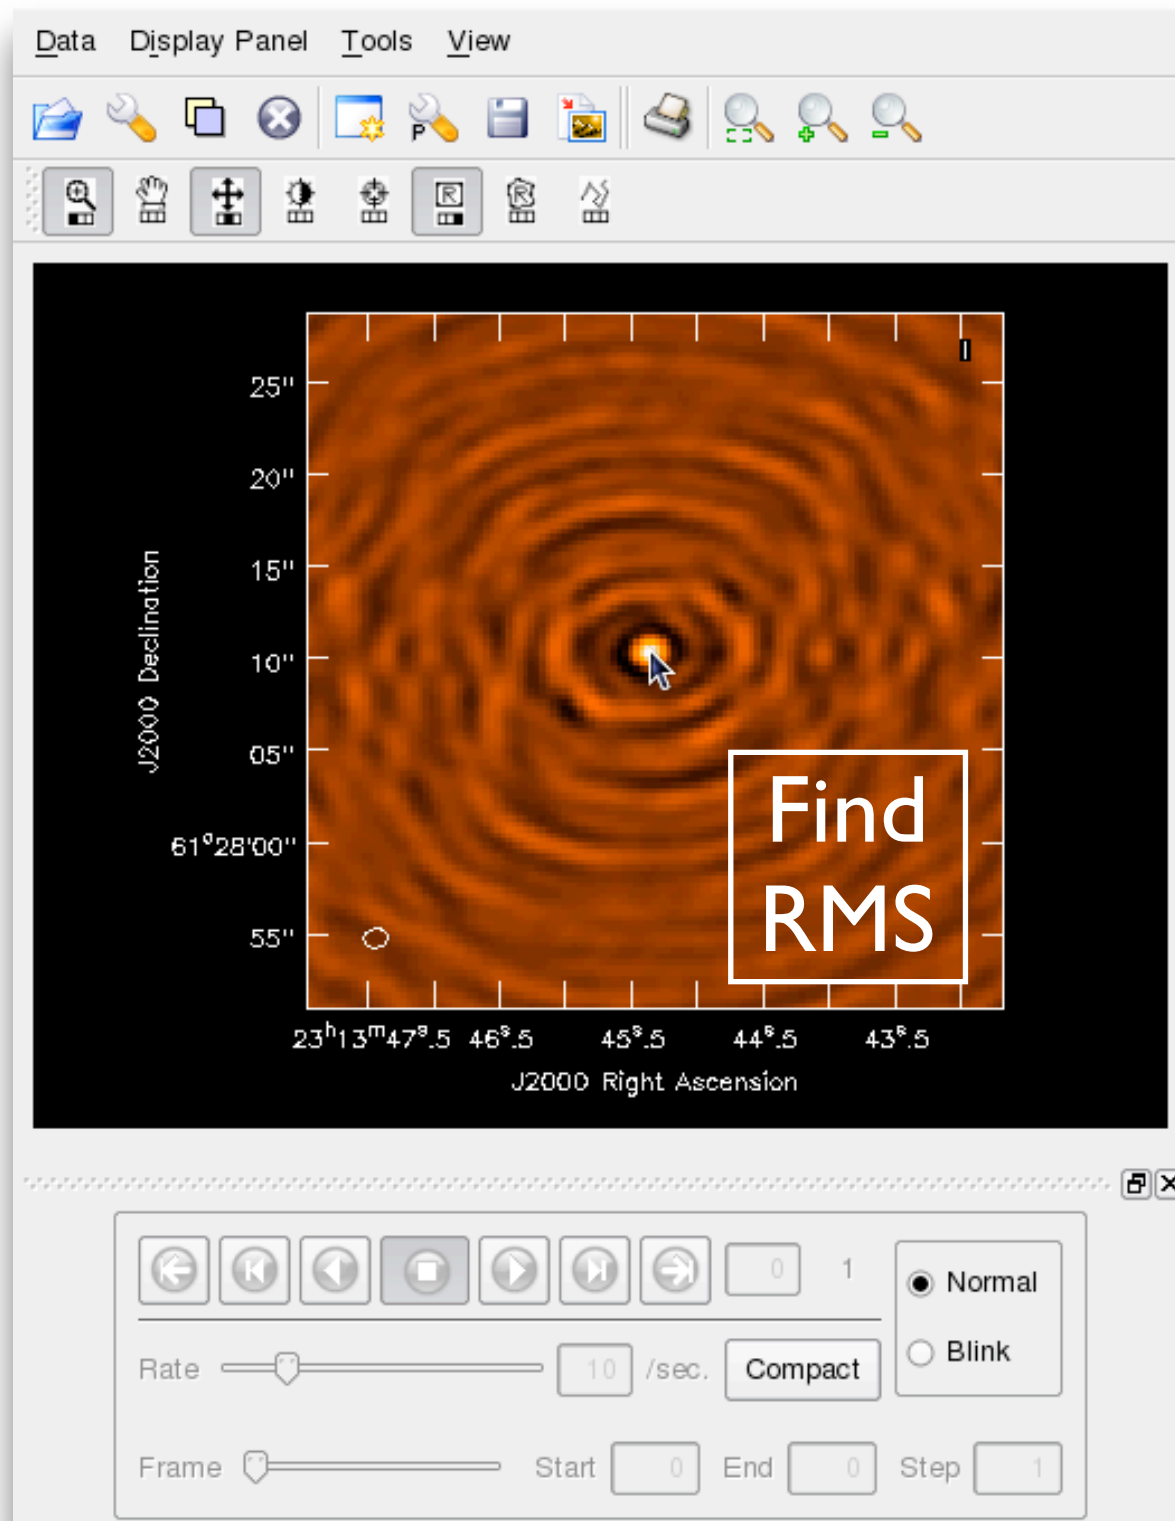 Data Display Panel Tools View
P
R R
I
25"
20"
15"
10"
05"
61°28'00"
55"
J2000 Declination
Find
RMS
23ʰ13ᵐ47ˢ.5 46ˢ.5 45ˢ.5 44ˢ.5 43ˢ.5
J2000 Right Ascension
0 1 Normal
Rate 10 /sec. Compact Blink
Frame Start 0 End 0 Step 1